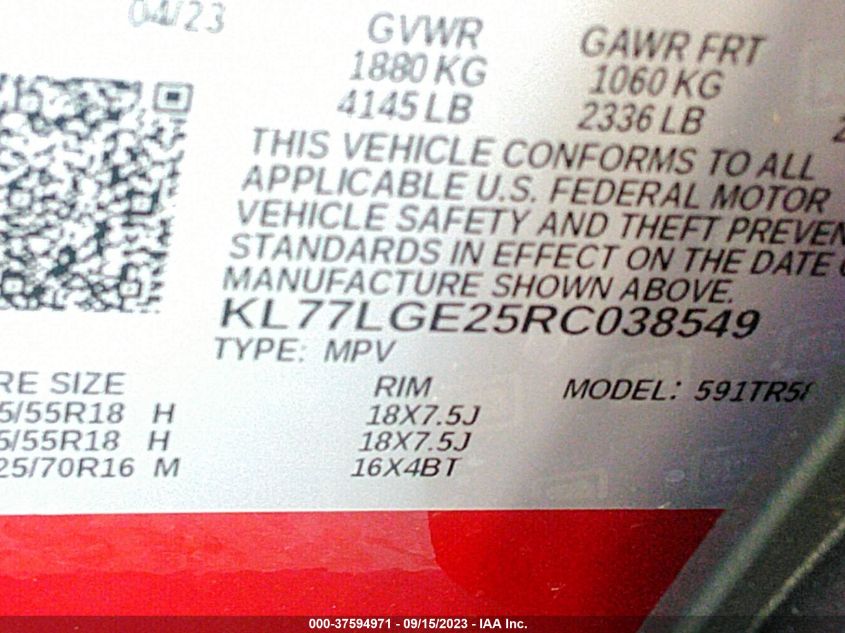 04/23 GVWR GAWR FRT
1880 KG 1060 KG
4145 LB 2336 LB
THIS VEHICLE CONFORMS TO ALL
APPLICABLE U.S. FEDERAL MOTOR
VEHICLE SAFETY AND THEFT PREVEN
STANDARDS IN EFFECT ON THE DATE
MANUFACTURE SHOWN ABOVE.
KL77LGE25RC038549
TYPE: MPV
RE SIZE RIM MODEL: 591TR5
5/55R18 H 18X7.5J
5/55R18 H 18X7.5J
25/70R16 M 16X4BT
000-37594971 - 09/15/2023 - IAA Inc.